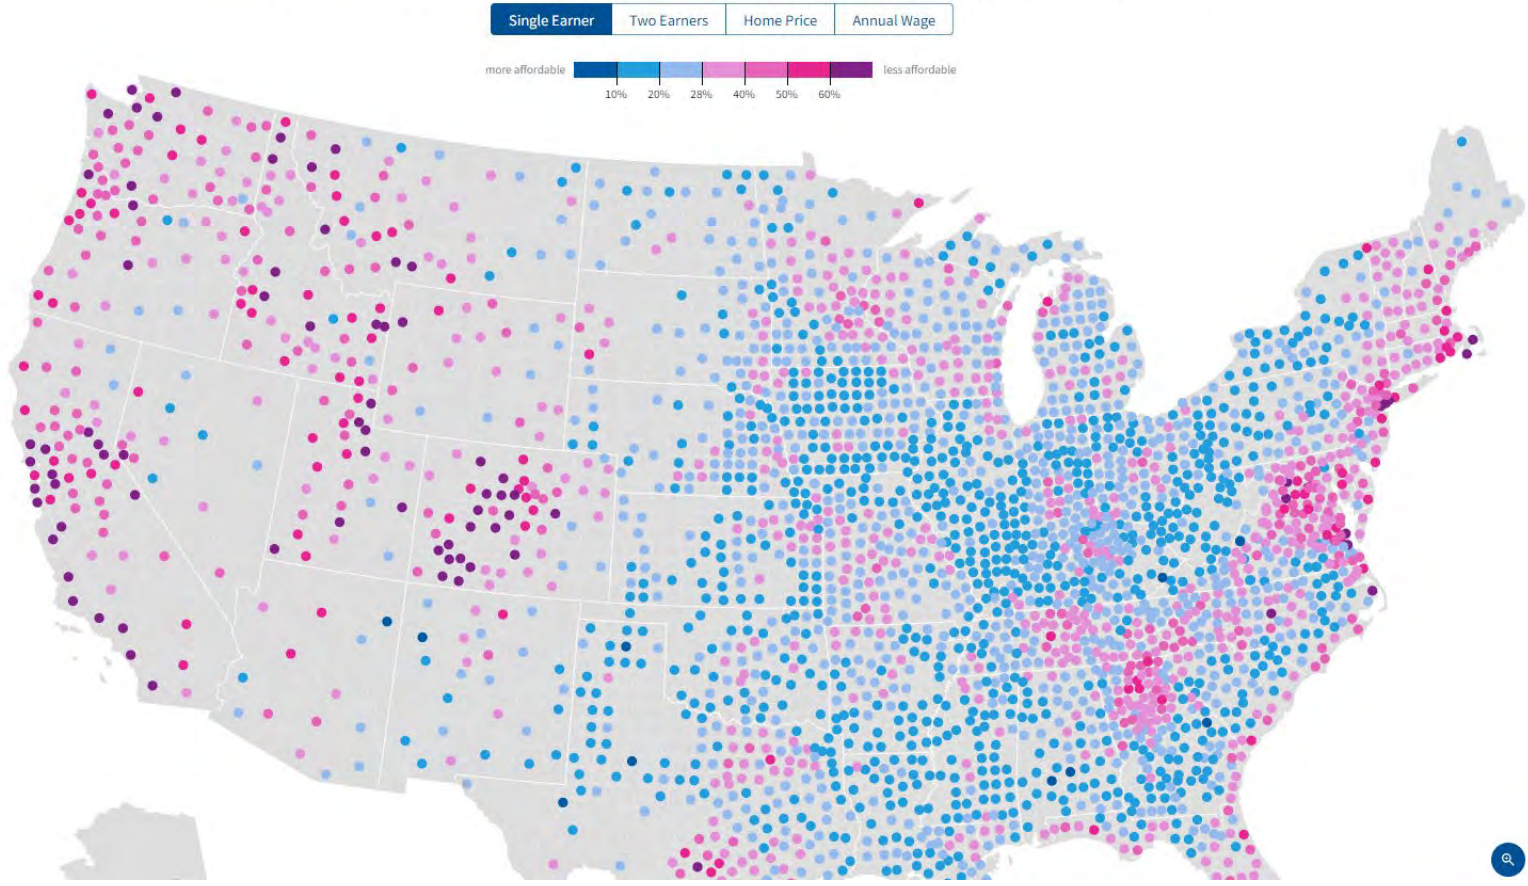 Single Earner Two Earners Home Price Annual Wage
more affordable less affordable
10% 20% 28% 40% 50% 60%